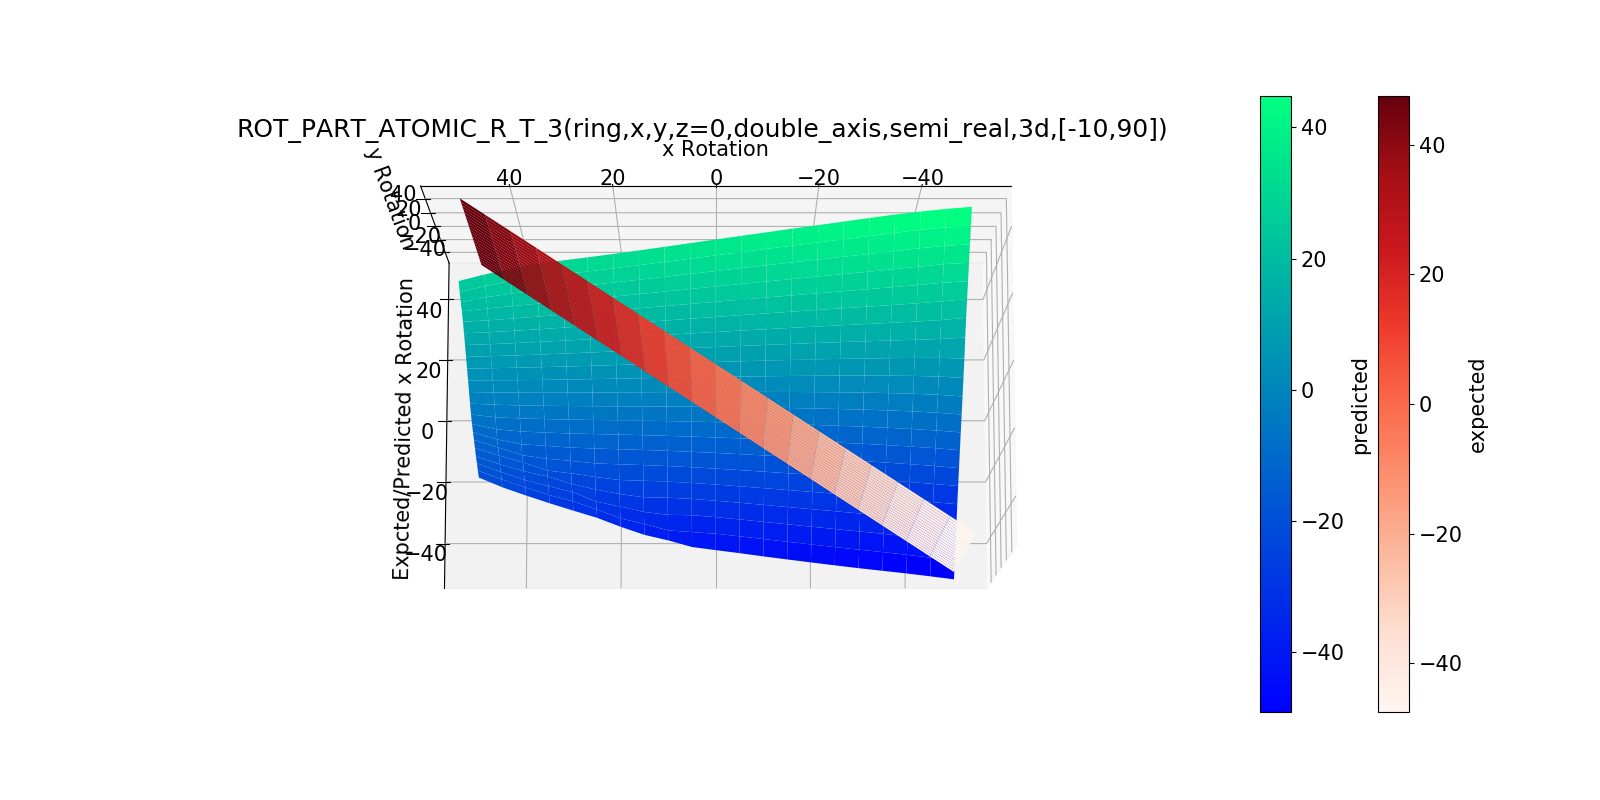 ROT_PART_ATOMIC_R_T_3(ring,x,y,z=0,double_axis,semi_real,3d,[-10,90])
x Rotation
40 20 0 −20 −40
y Rotation
40
20
0
−20
−40
Expcted/Predicted x Rotation
40
20
0
−20
−40
40
20
0
−20
−40
predicted
40
20
0
−20
−40
expected